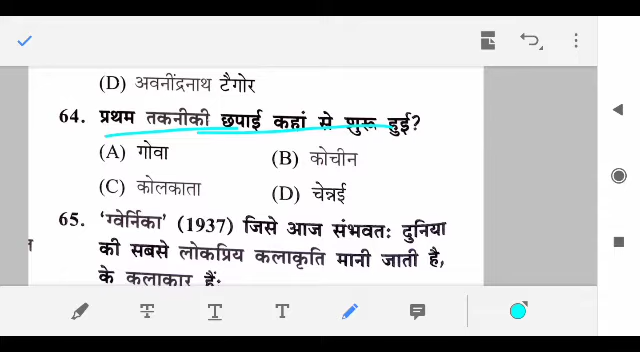 (D) अवनींद्रनाथ टैगोर
64. प्रथम तकनीकी छपाई कहां से शुरू हुई?
(A) गोवा (B) कोचीन
(C) कोलकाता (D) चेन्नई
65. 'ग्वेर्निका' (1937) जिसे आज संभवतः दुनिया
की सबसे लोकप्रिय कलाकृति मानी जाती है,
के कलाकार हैं:
T T T